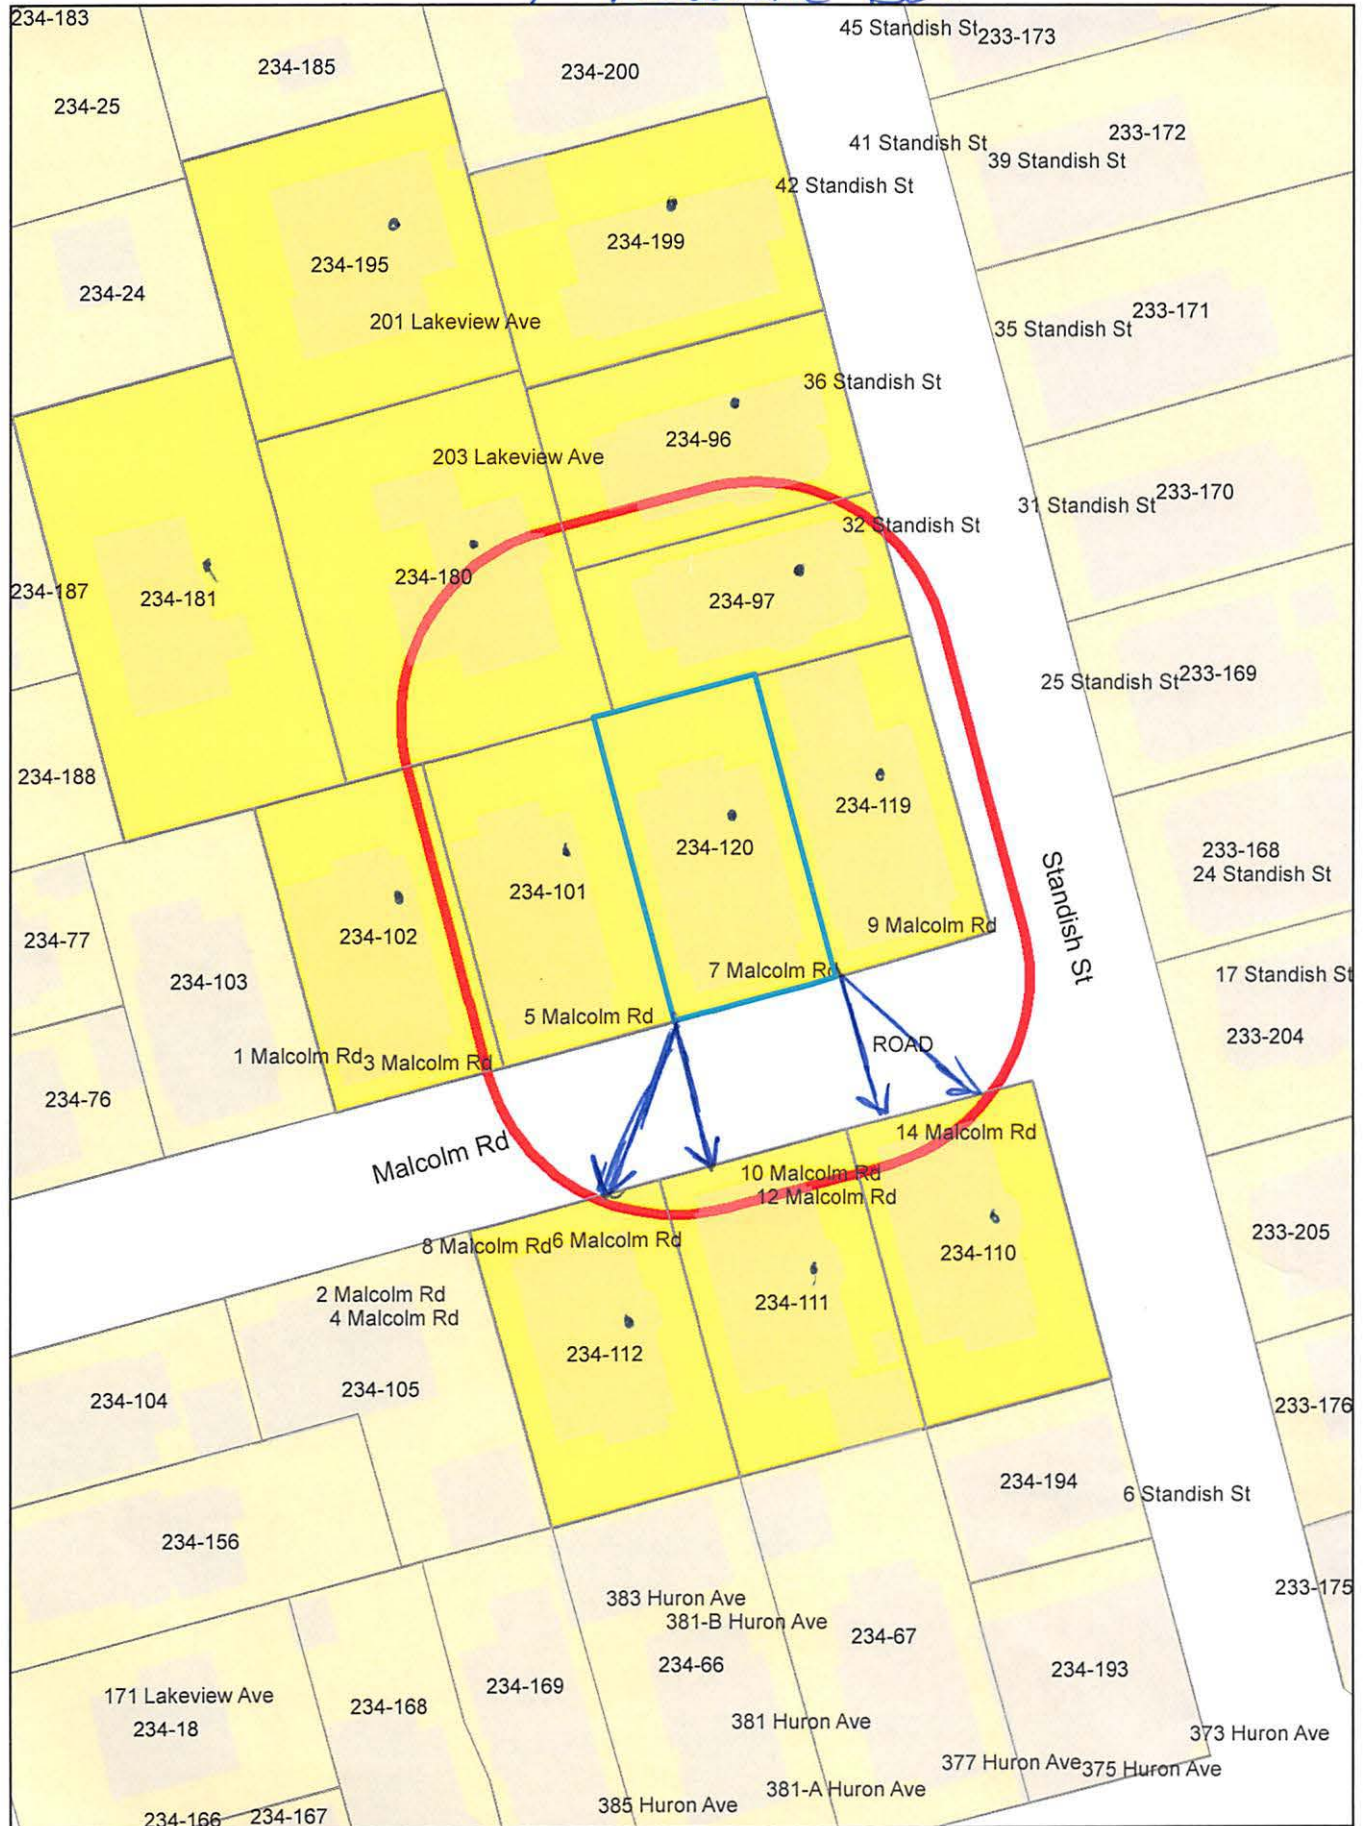 234-183
45 Standish St
233-173
234-185
234-200
234-25
233-172
41 Standish St
39 Standish St
42 Standish St
234-199
234-195
234-24
233-171
201 Lakeview Ave
35 Standish St
36 Standish St
234-96
203 Lakeview Ave
233-170
31 Standish St
32 Standish St
234-180
234-187
234-181
234-97
233-169
25 Standish St
234-188
234-119
234-120
233-168
24 Standish St
Standish St
234-101
9 Malcolm Rd
234-102
234-77
7 Malcolm Rd
17 Standish St
234-103
5 Malcolm Rd
233-204
ROAD
1 Malcolm Rd
3 Malcolm Rd
234-76
14 Malcolm Rd
Malcolm Rd
10 Malcolm Rd
12 Malcolm Rd
233-205
8 Malcolm Rd
6 Malcolm Rd
234-110
2 Malcolm Rd
4 Malcolm Rd
234-111
234-112
234-105
234-104
233-176
234-194
6 Standish St
234-156
233-175
383 Huron Ave
381-B Huron Ave
234-67
234-66
234-193
234-169
171 Lakeview Ave
234-168
234-18
381 Huron Ave
373 Huron Ave
377 Huron Ave
375 Huron Ave
381-A Huron Ave
385 Huron Ave
234-166
234-167